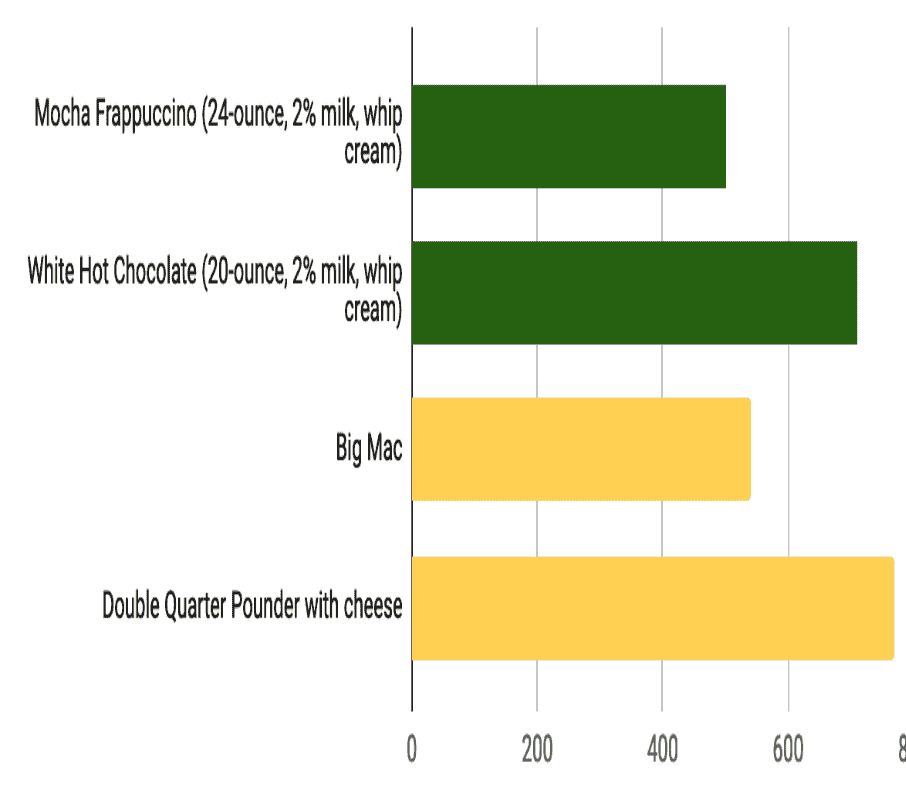 Mocha Frappuccino (24-ounce, 2% milk, whip
cream)
White Hot Chocolate (20-ounce, 2% milk, whip
cream)
Big Mac
Double Quarter Pounder with cheese
0 200 400 600